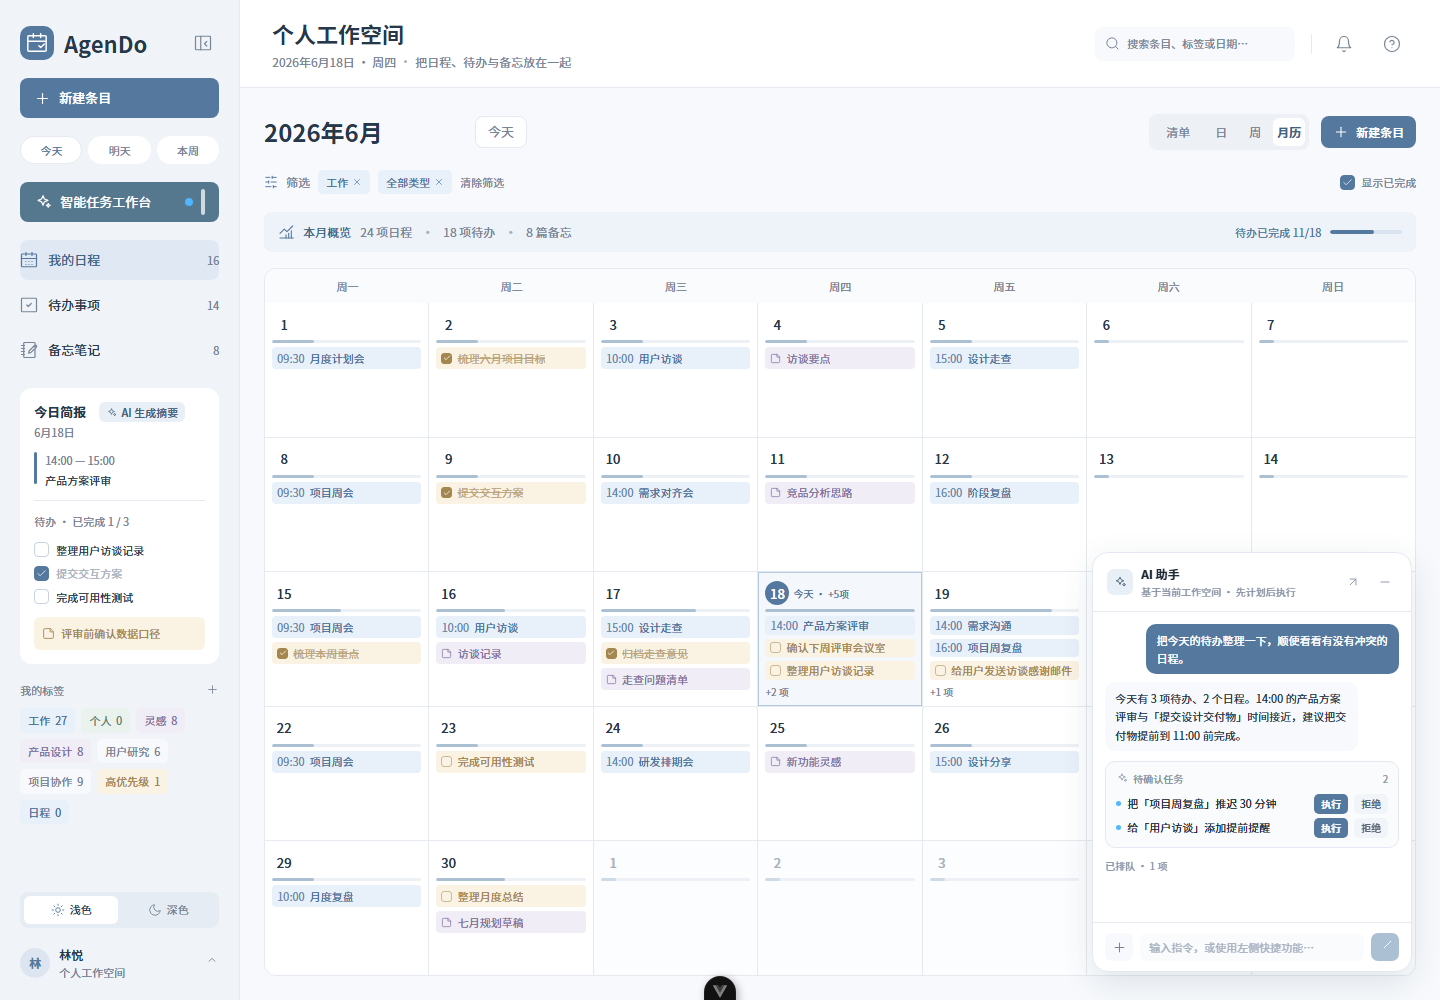 AgenDo
新建条目
今天
明天
本周
智能任务工作台
我的日程 16
待办事项 14
备忘笔记 8
今日简报 AI 生成摘要
6月18日
14:00 — 15:00
产品方案评审
待办 · 已完成 1 / 3
整理用户访谈记录
提交交互方案
完成可用性测试
评审前确认数据口径
我的标签
工作 27
个人 0
灵感 8
产品设计 8
用户研究 6
项目协作 9
高优先级 1
日程 0
浅色
深色
林
林悦
个人工作空间
个人工作空间
2026年6月18日 · 周四 · 把日程、待办与备忘放在一起
搜索条目、标签或日期…
2026年6月
今天
清单
日
周
月历
新建条目
筛选
工作
全部类型
清除筛选
显示已完成
本月概览 24 项日程 · 18 项待办 · 8 篇备忘
待办已完成 11/18
周一
周二
周三
周四
周五
周六
周日
1
09:30 月度计划会
2
梳理六月项目目标
3
10:00 用户访谈
4
访谈要点
5
15:00 设计走查
6
7
8
09:30 项目周会
9
提交交互方案
10
14:00 需求对齐会
11
竞品分析思路
12
16:00 阶段复盘
13
14
15
09:30 项目周会
梳理本周重点
16
10:00 用户访谈
访谈记录
17
15:00 设计走查
归档走查意见
走查问题清单
18 今天 · +5项
14:00 产品方案评审
确认下周评审会议室
整理用户访谈记录
+2 项
19
14:00 需求沟通
16:00 项目周复盘
给用户发送访谈感谢邮件
+1 项
22
09:30 项目周会
23
完成可用性测试
24
14:00 研发排期会
25
新功能灵感
26
15:00 设计分享
29
10:00 月度复盘
30
整理月度总结
七月规划草稿
1
2
3
AI 助手
基于当前工作空间 · 先计划后执行
把今天的待办整理一下，顺便看看有没有冲突的
日程。
今天有 3 项待办、2 个日程。14:00 的产品方案
评审与「提交设计交付物」时间接近，建议把交
付物提前到 11:00 前完成。
待确认任务 2
把「项目周复盘」推迟 30 分钟
执行
拒绝
给「用户访谈」添加提前提醒
执行
拒绝
已排队 · 1 项
输入指令，或使用左侧快捷功能…